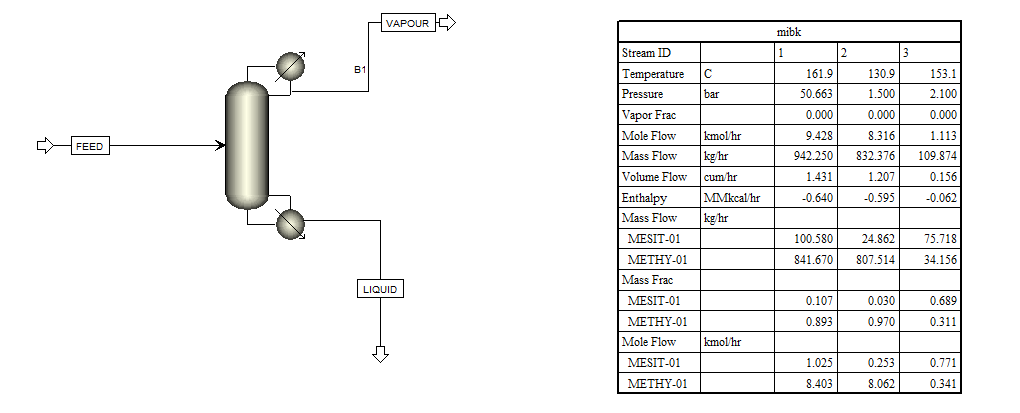 VAPOUR
B1
FEED
LIQUID
mibk
Stream ID 1 2 3
Temperature C 161.9 130.9 153.1
Pressure bar 50.663 1.500 2.100
Vapor Frac 0.000 0.000 0.000
Mole Flow kmol/hr 9.428 8.316 1.113
Mass Flow kg/hr 942.250 832.376 109.874
Volume Flow cum/hr 1.431 1.207 0.156
Enthalpy MMkcal/hr -0.640 -0.595 -0.062
Mass Flow kg/hr
MESIT-01 100.580 24.862 75.718
METHY-01 841.670 807.514 34.156
Mass Frac
MESIT-01 0.107 0.030 0.689
METHY-01 0.893 0.970 0.311
Mole Flow kmol/hr
MESIT-01 1.025 0.253 0.771
METHY-01 8.403 8.062 0.341